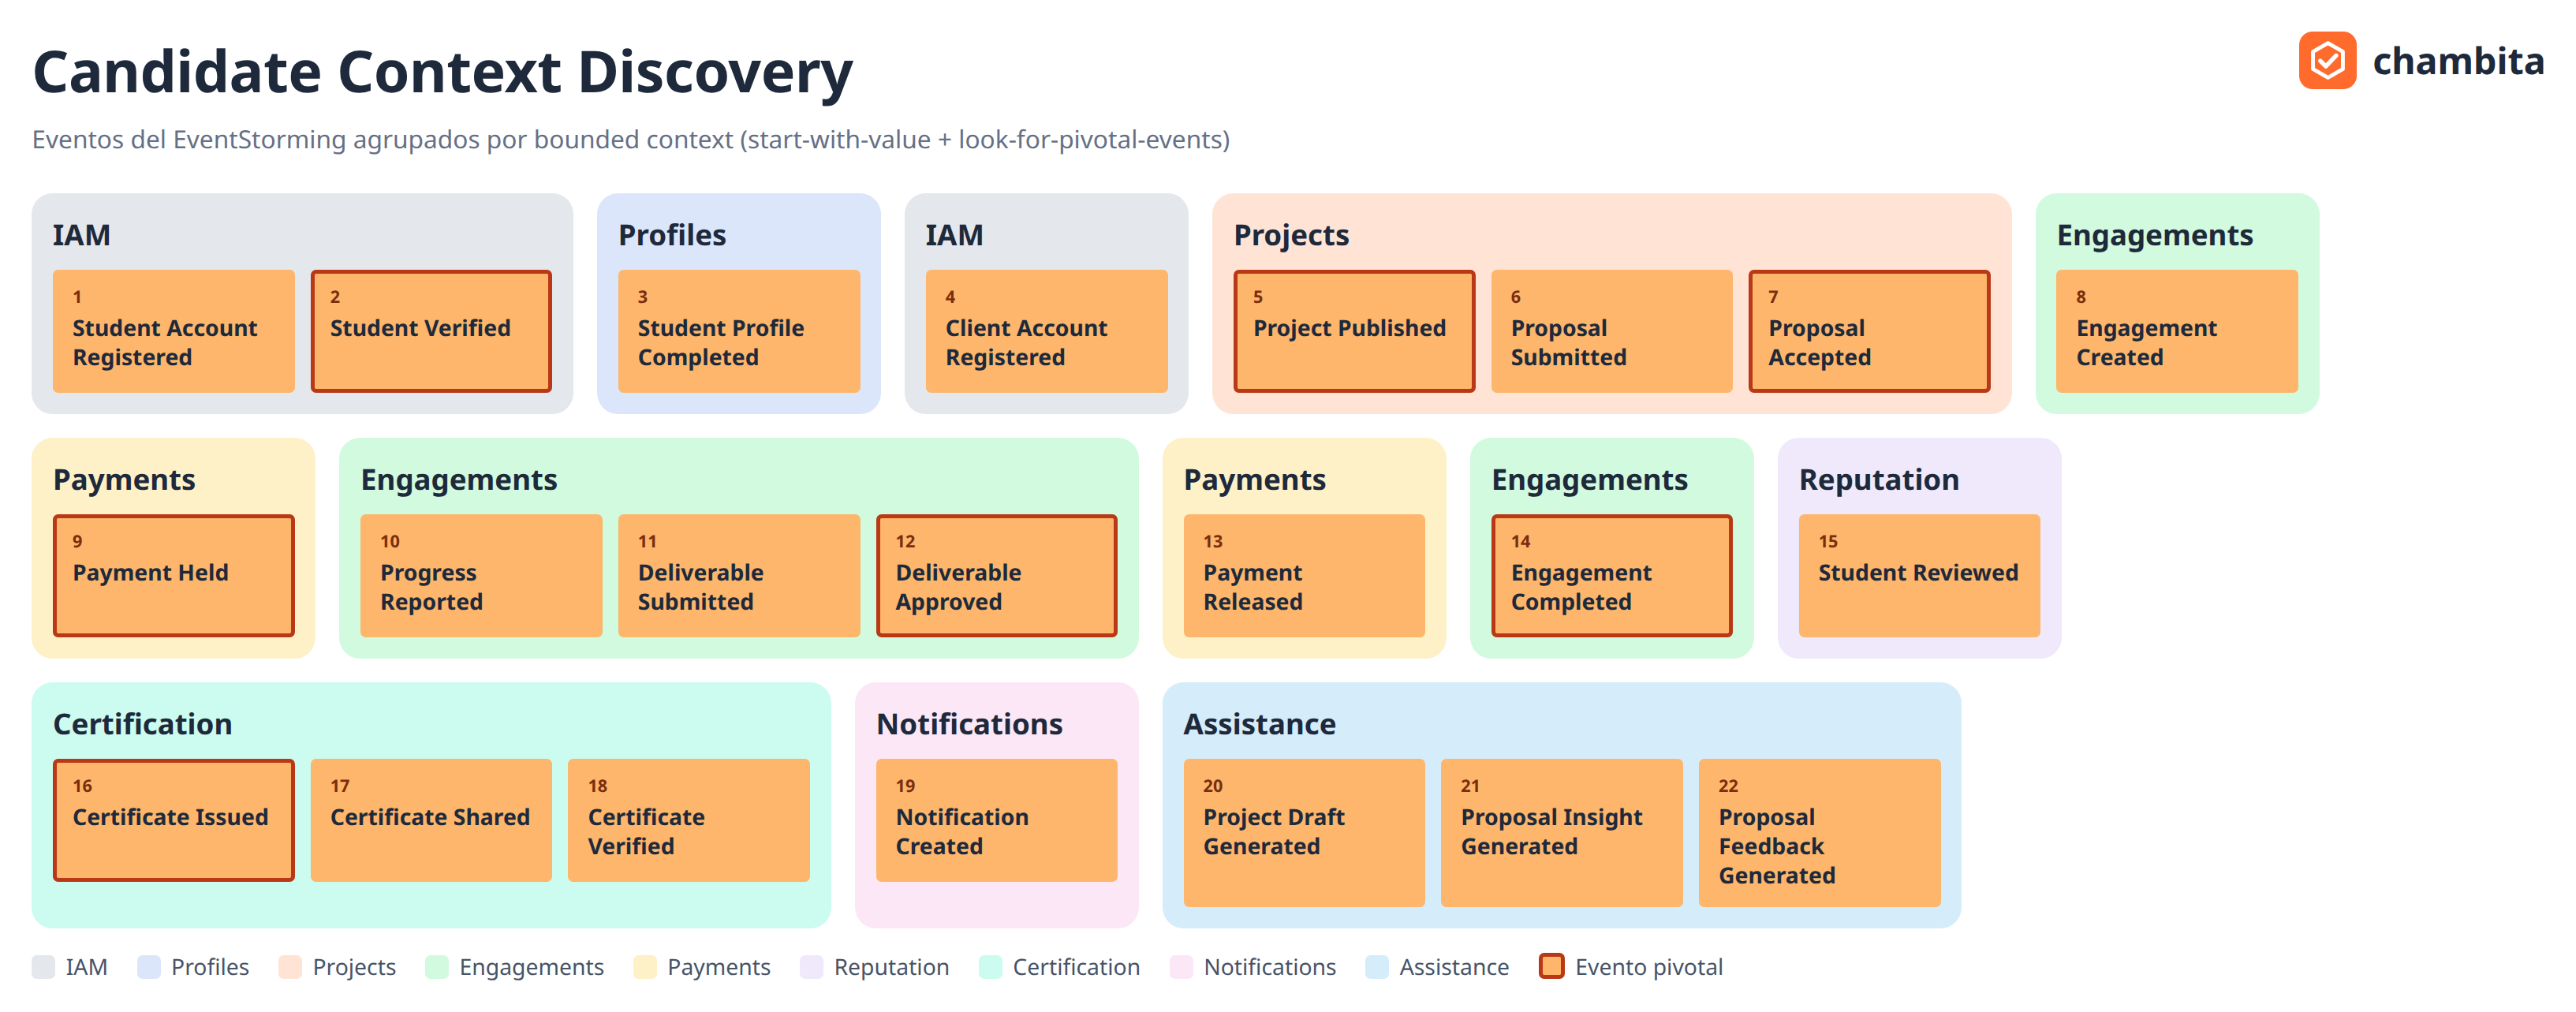 Candidate Context Discovery
chambita
Eventos del EventStorming agrupados por bounded context (start-with-value + look-for-pivotal-events)
IAM
1
Student Account
Registered
2
Student Verified
Profiles
3
Student Profile
Completed
IAM
4
Client Account
Registered
Projects
5
Project Published
6
Proposal
Submitted
7
Proposal
Accepted
Engagements
8
Engagement
Created
Payments
9
Payment Held
Engagements
10
Progress
Reported
11
Deliverable
Submitted
12
Deliverable
Approved
Payments
13
Payment
Released
Engagements
14
Engagement
Completed
Reputation
15
Student Reviewed
Certification
16
Certificate Issued
17
Certificate Shared
18
Certificate
Verified
Notifications
19
Notification
Created
Assistance
20
Project Draft
Generated
21
Proposal Insight
Generated
22
Proposal
Feedback
Generated
IAM
Profiles
Projects
Engagements
Payments
Reputation
Certification
Notifications
Assistance
Evento pivotal